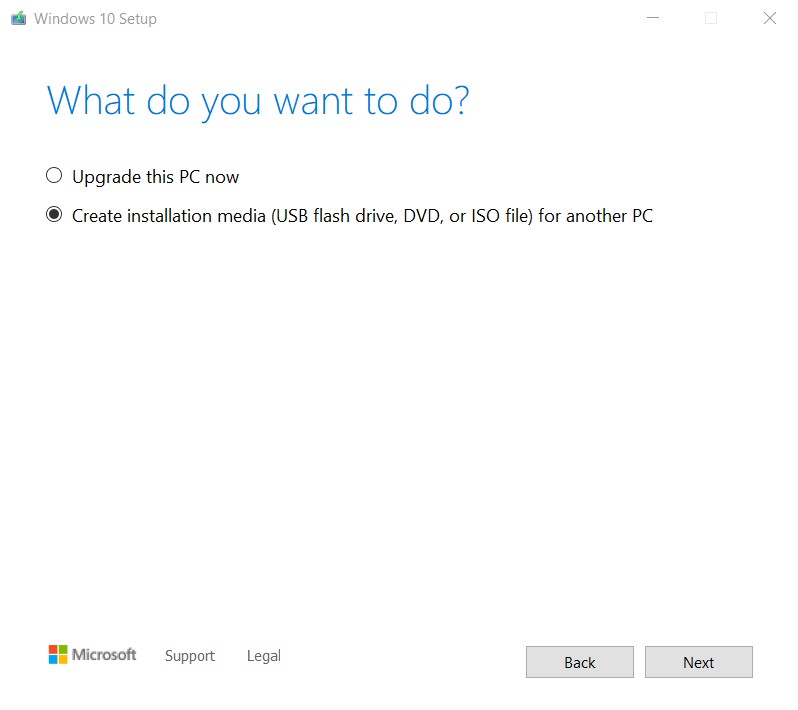 Windows 10 Setup
What do you want to do?
Upgrade this PC now
Create installation media (USB flash drive, DVD, or ISO file) for another PC
Microsoft Support Legal
Back Next